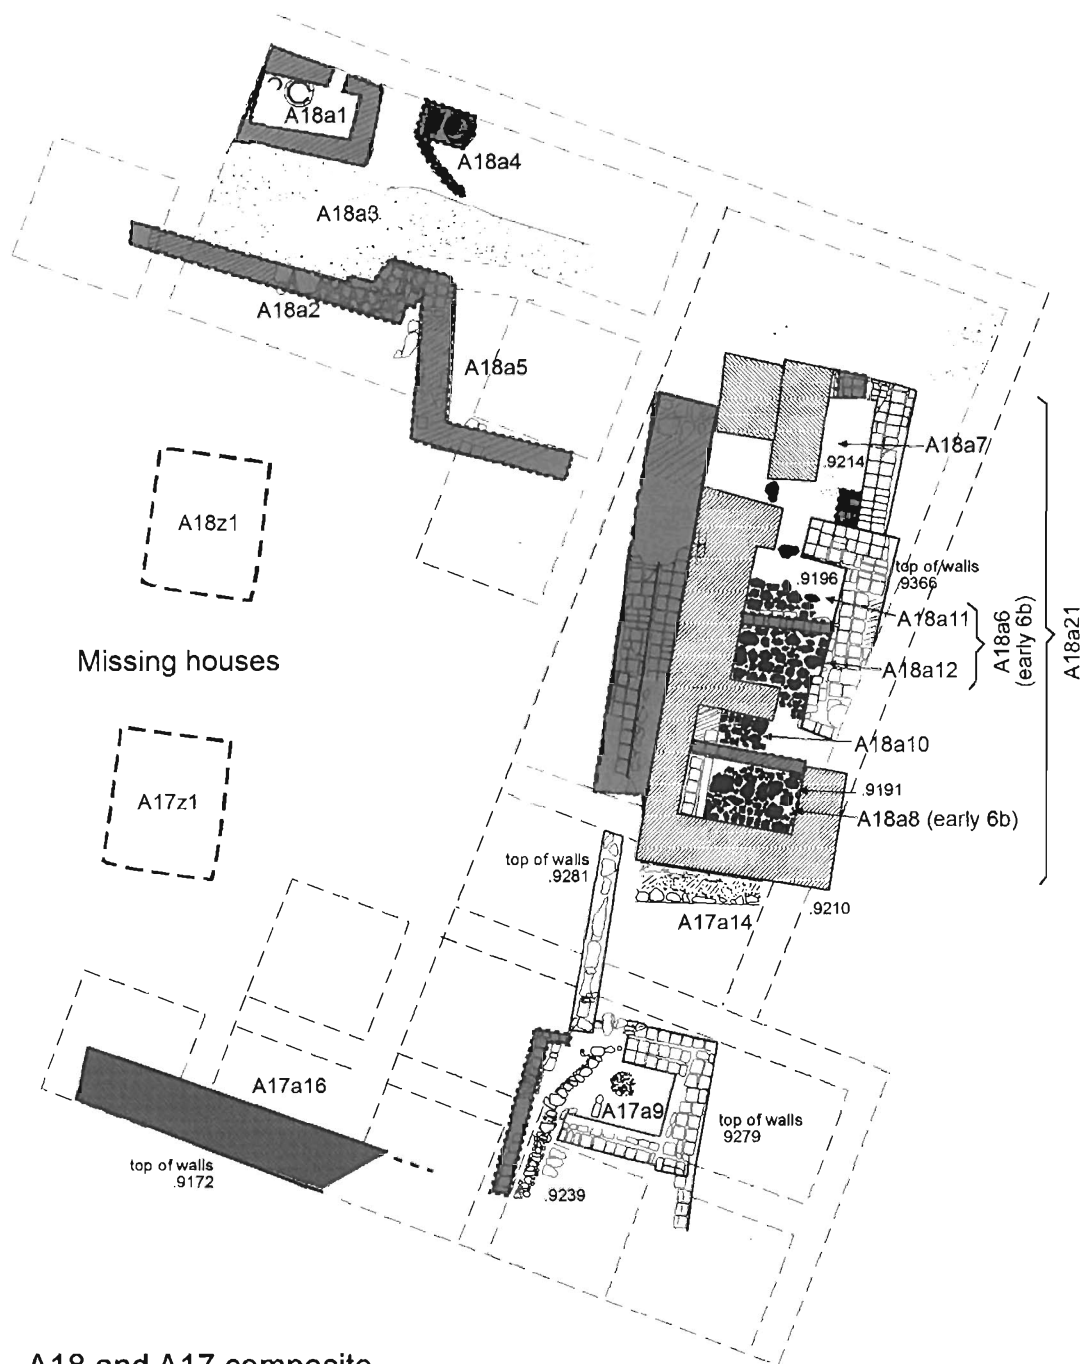 A18a1
A18a4
A18a3
A18a2
A18a5
A18a7
.9214
A18z1
top of walls
.9366
.9196
A18a11
A18a6
(early 6b)
A18a21
Missing houses
A18a12
A18a10
A17z1
.9191
A18a8 (early 6b)
top of walls
.9281
A17a14
.9210
A17a16
A17a9
top of walls
.9279
top of walls
.9172
.9239
A18 and A17 composite